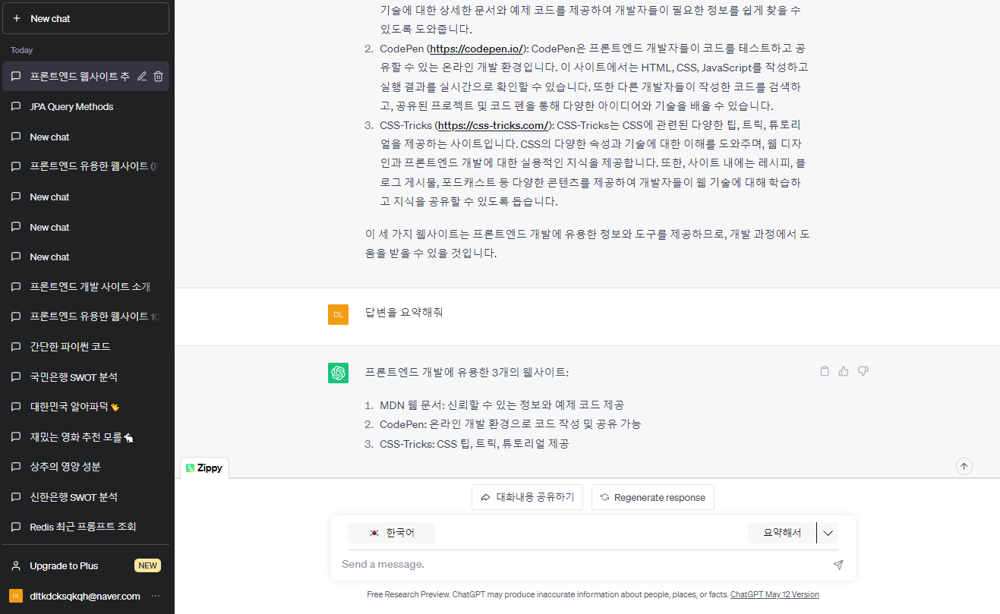 New chat
Today
프론트엔드 웹사이트 추
JPA Query Methods
New chat
프론트엔드 유용한 웹사이트 (F
New chat
New chat
New chat
프론트엔드 개발 사이트 소개
프론트엔드 유용한 웹사이트 10
간단한 파이썬 코드
국민은행 SWOT 분석
대한민국 알아파덕🐤
재밌는 영화 추천 모롤🐇
상추의 영양 성분
신한은행 SWOT 분석
Redis 최근 프롬프트 조회
Upgrade to Plus NEW
DL dltkdcksqkqh@naver.com ...
기술에 대한 상세한 문서와 예제 코드를 제공하여 개발자들이 필요한 정보를 쉽게 찾을 수
있도록 도와줍니다.
2. CodePen (https://codepen.io/): CodePen은 프론트엔드 개발자들이 코드를 테스트하고 공
유할 수 있는 온라인 개발 환경입니다. 이 사이트에서는 HTML, CSS, JavaScript를 작성하고
실행 결과를 실시간으로 확인할 수 있습니다. 또한 다른 개발자들이 작성한 코드를 검색하
고, 공유된 프로젝트 및 코드 펜을 통해 다양한 아이디어와 기술을 배울 수 있습니다.
3. CSS-Tricks (https://css-tricks.com/): CSS-Tricks는 CSS에 관련된 다양한 팁, 트릭, 튜토리
얼을 제공하는 사이트입니다. CSS의 다양한 속성과 기술에 대한 이해를 도와주며, 웹 디자
인과 프론트엔드 개발에 대한 실용적인 지식을 제공합니다. 또한, 사이트 내에는 레시피, 블
로그 게시물, 포드캐스트 등 다양한 콘텐츠를 제공하여 개발자들이 웹 기술에 대해 학습하
고 지식을 공유할 수 있도록 돕습니다.
이 세 가지 웹사이트는 프론트엔드 개발에 유용한 정보와 도구를 제공하므로, 개발 과정에서 도
움을 받을 수 있을 것입니다.
DL 답변을 요약해줘
프론트엔드 개발에 유용한 3개의 웹사이트:
1. MDN 웹 문서: 신뢰할 수 있는 정보와 예제 코드 제공
2. CodePen: 온라인 개발 환경으로 코드 작성 및 공유 가능
3. CSS-Tricks: CSS 팁, 트릭, 튜토리얼 제공
Zippy
대화내용 공유하기 Regenerate response
🇰🇷 한국어 요약해서
Send a message.
Free Research Preview. ChatGPT may produce inaccurate information about people, places, or facts. ChatGPT May 12 Version